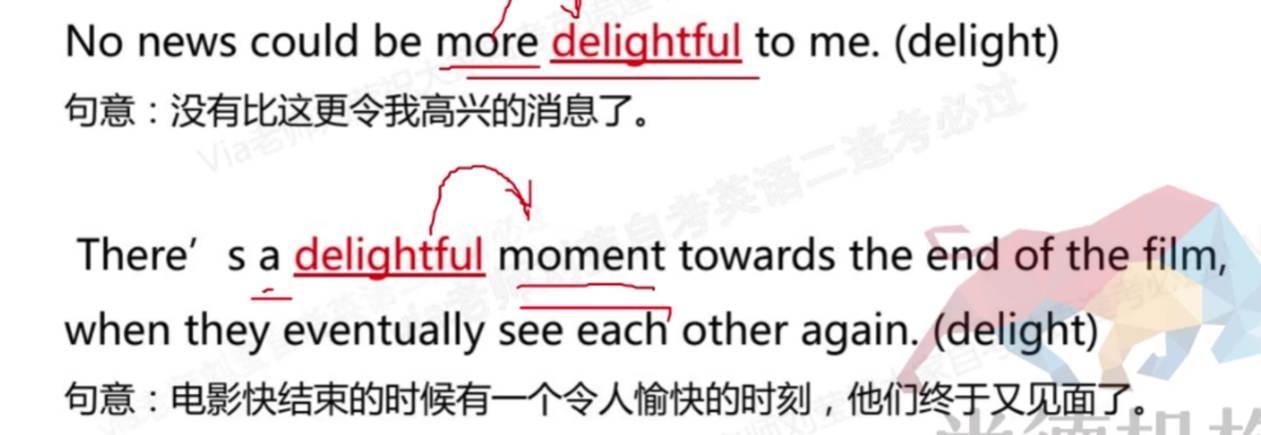 No news could be more delightful to me. (delight)
句意：没有比这更令我高兴的消息了。
There' s a delightful moment towards the end of the film,
when they eventually see each other again. (delight)
句意：电影快结束的时候有一个令人愉快的时刻，他们终于又见面了。